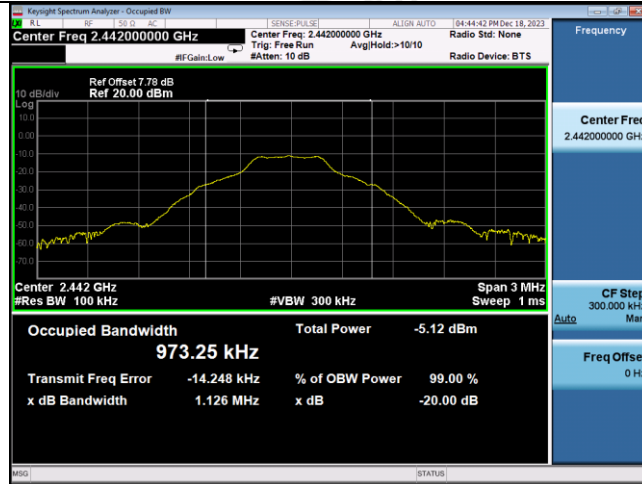 Keysight Spectrum Analyzer - Occupied BW
RL RF 50 Ω AC SENSE:PULSE ALIGN AUTO 04:44:42 PM Dec 18, 2023
Center Freq 2.442000000 GHz
Center Freq: 2.442000000 GHz Radio Std: None
Trig: Free Run Avg|Hold:>10/10
#IFGain:Low #Atten: 10 dB Radio Device: BTS
Ref Offset 7.78 dB
10 dB/div Ref 20.00 dBm
Log
10.0
0.00
-10.0
-20.0
-30.0
-40.0
-50.0
-60.0
-70.0
Center 2.442 GHz Span 3 MHz
#Res BW 100 kHz #VBW 300 kHz Sweep 1 ms
Occupied Bandwidth Total Power -5.12 dBm
973.25 kHz
Transmit Freq Error -14.248 kHz % of OBW Power 99.00 %
x dB Bandwidth 1.126 MHz x dB -20.00 dB
MSG STATUS
Frequency
Center Freq
2.442000000 GHz
CF Step
300.000 kHz
Auto Man
Freq Offset
0 Hz